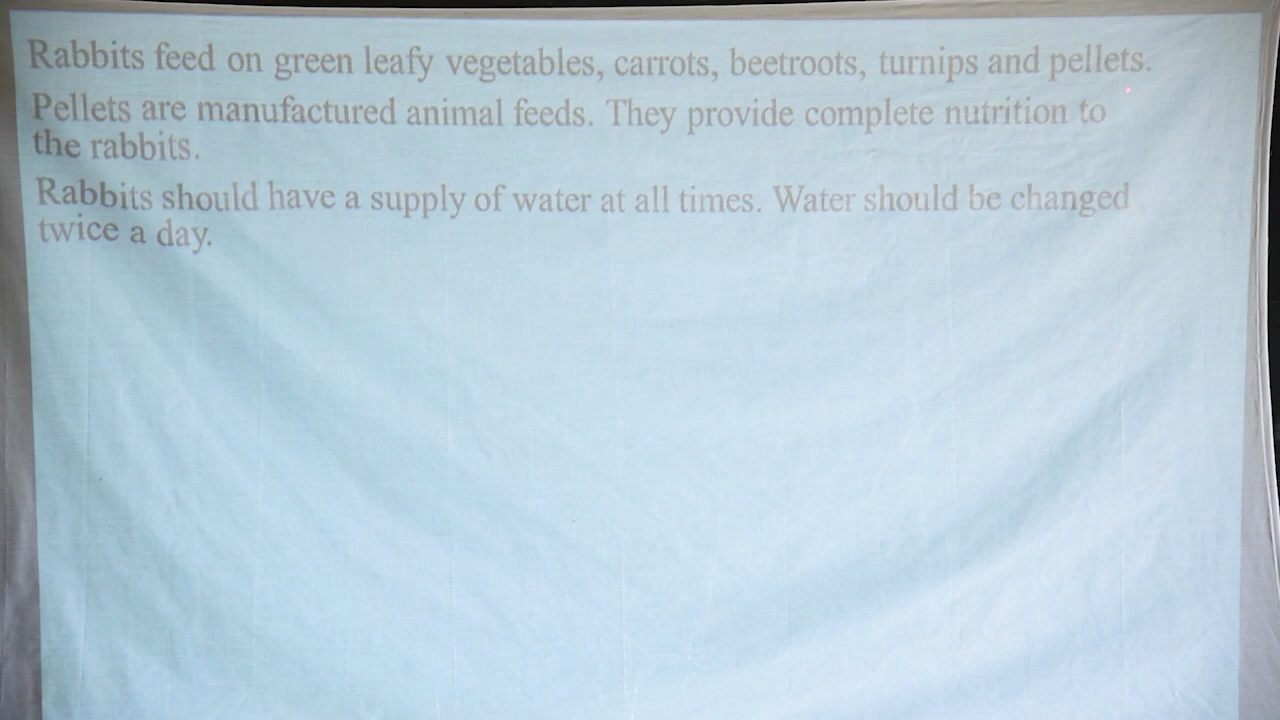 Rabbits feed on green leafy vegetables, carrots, beetroots, turnips and pellets.
Pellets are manufactured animal feeds. They provide complete nutrition to
the rabbits.
Rabbits should have a supply of water at all times. Water should be changed
twice a day.